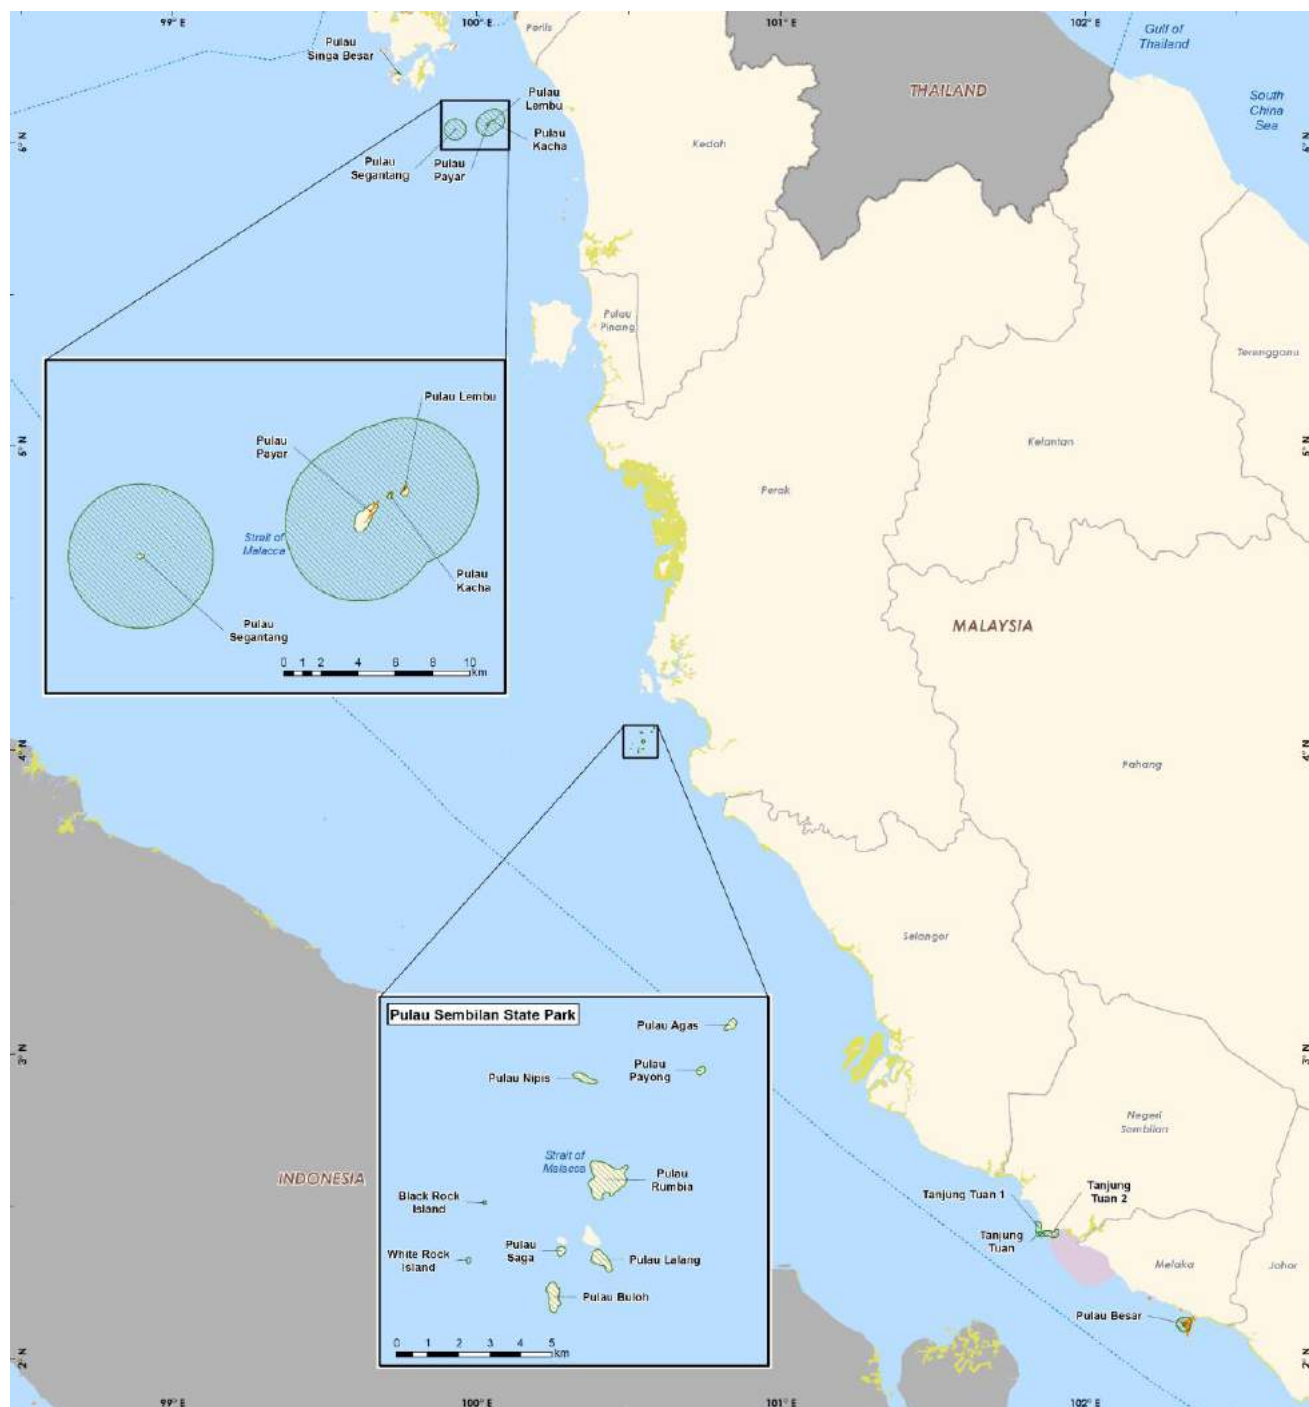 99° E
100° E
101° E
102° E
Pulau
Singa Besar
Perlis
Gulf of
Thailand
THAILAND
South
China
Sea
Pulau
Lembu
Pulau
Kacha
Pulau
Segantang
Pulau
Payar
Kedah
6° N
6° N
Pulau
Pinang
Terengganu
Pulau Lembu
Pulau
Payar
Strait of
Malacca
Pulau
Kacha
Pulau
Segantang
0 1 2 4 6 8 10
km
5° N
5° N
Kelantan
Perak
MALAYSIA
4° N
4° N
Pahang
Selangor
Pulau Sembilan State Park
Pulau Agas
Pulau
Payong
Pulau Nipis
Strait of
Malacca
Pulau
Rumbia
Black Rock
Island
White Rock
Island
Pulau
Saga
Pulau Lalang
Pulau Buloh
0 1 2 3 4 5
km
3° N
3° N
Negeri
Sembilan
INDONESIA
Tanjung Tuan 1
Tanjung
Tuan 2
Tanjung
Tuan
Melaka
Johor
Pulau Besar
2° N
2° N
99° E
100° E
101° E
102° E